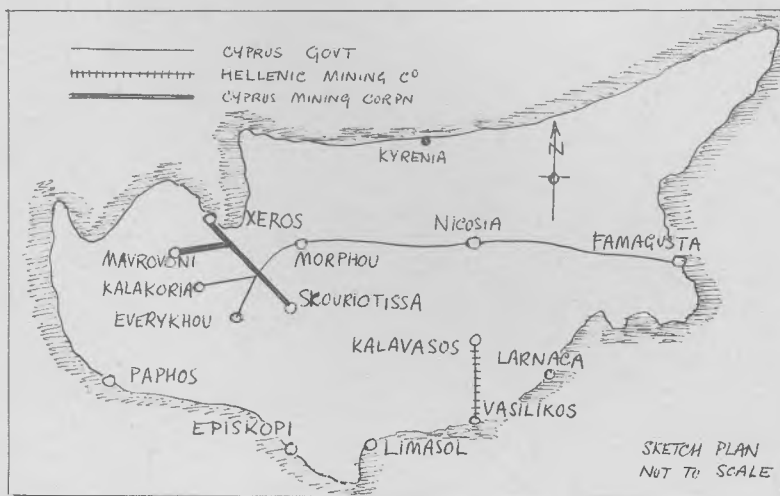 CYPRUS GOVT
HELLENIC MINING Cº
CYPRUS MINING CORPN
KYRENIA
N
XEROS
NICOSIA
MAVROVONI
MORPHOU
FAMAGUSTA
KALAKORIA
SKOURIOTISSA
EVERYKHOU
KALAVASOS
LARNACA
PAPHOS
VASILIKOS
EPISKOPI
LIMASOL
SKETCH PLAN
NOT TO SCALE